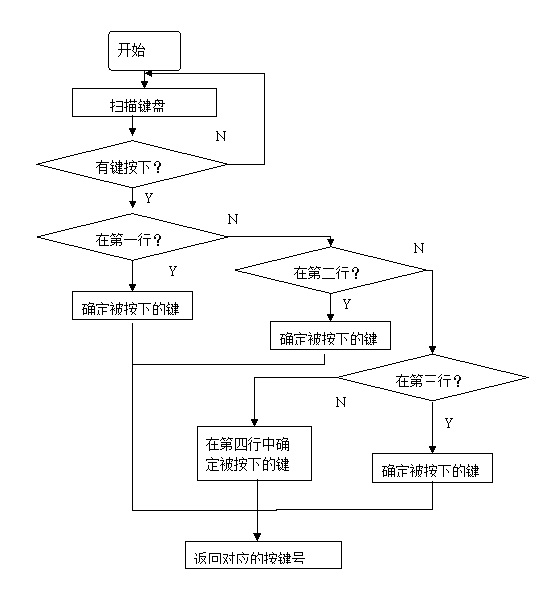 开始
扫描键盘
N
有键按下？
Y
N
在第一行？
N
Y
在第二行？
Y
确定被按下的键
确定被按下的键
在第三行？
N
Y
在第四行中确
定被按下的键
确定被按下的键
返回对应的按键号